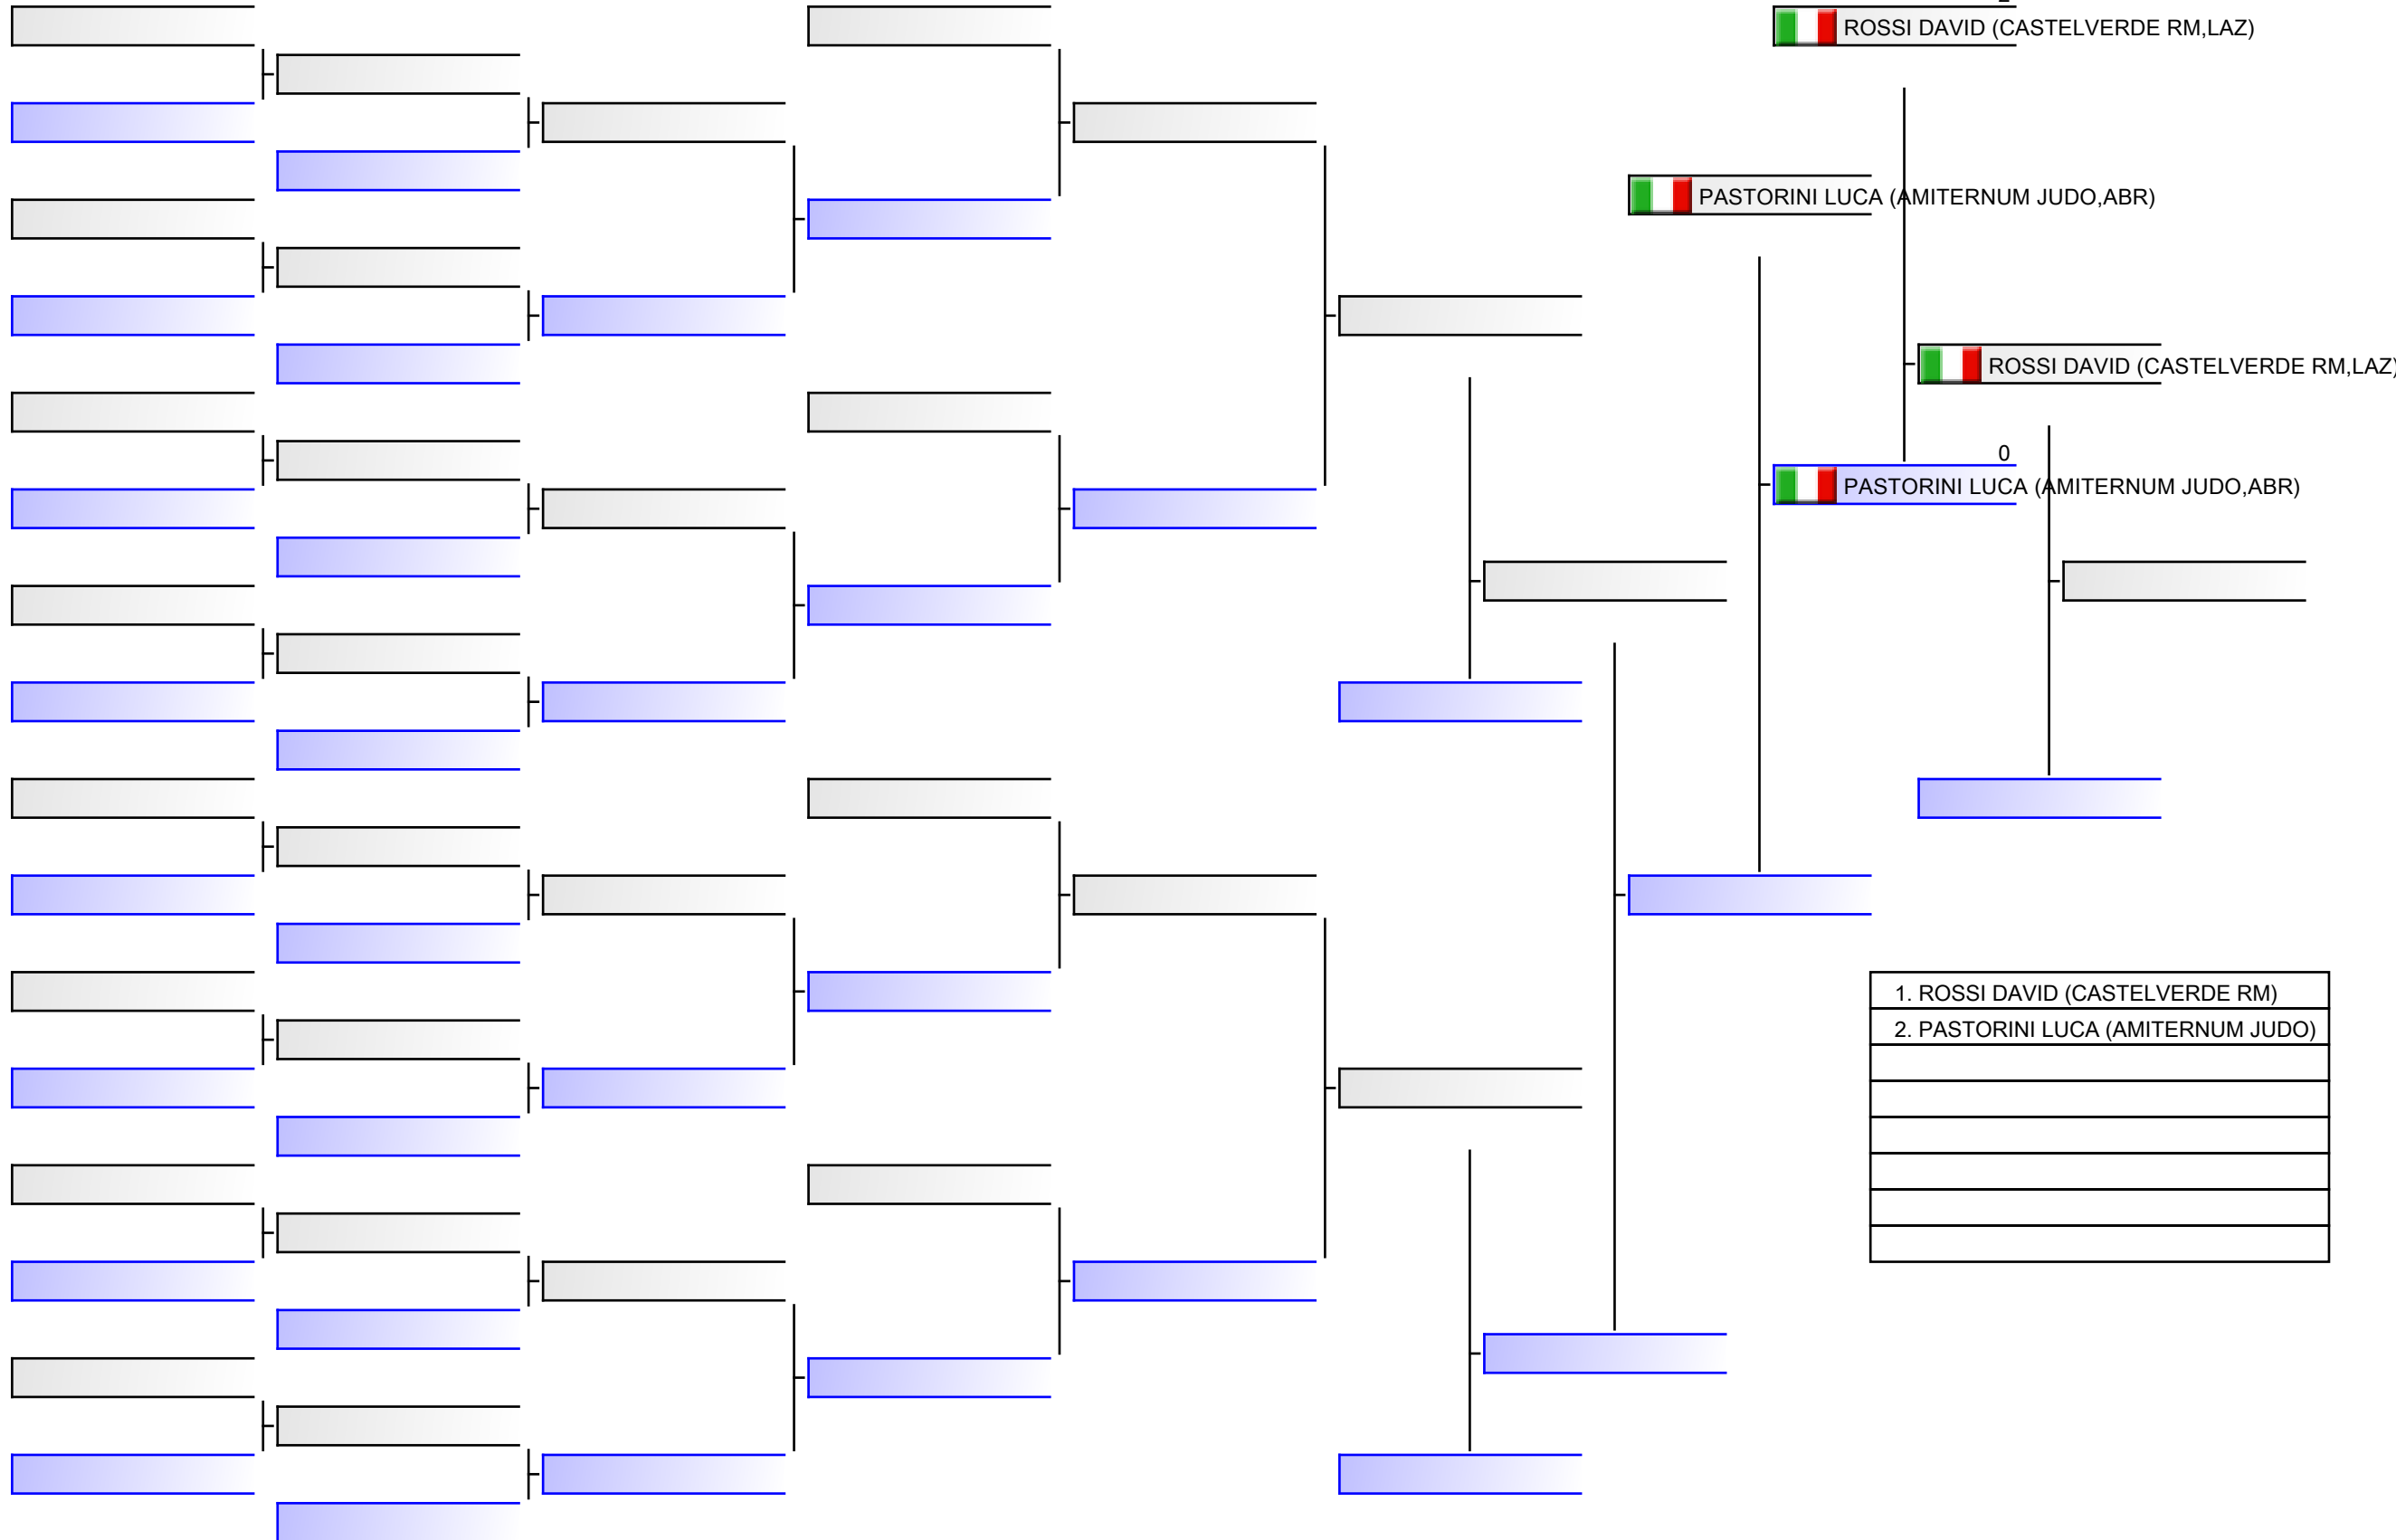 ROSSI DAVID (CASTELVERDE RM,LAZ)
PASTORINI LUCA (AMITERNUM JUDO,ABR)
ROSSI DAVID (CASTELVERDE RM,LAZ)
0
PASTORINI LUCA (AMITERNUM JUDO,ABR)
1. ROSSI DAVID (CASTELVERDE RM)
2. PASTORINI LUCA (AMITERNUM JUDO)